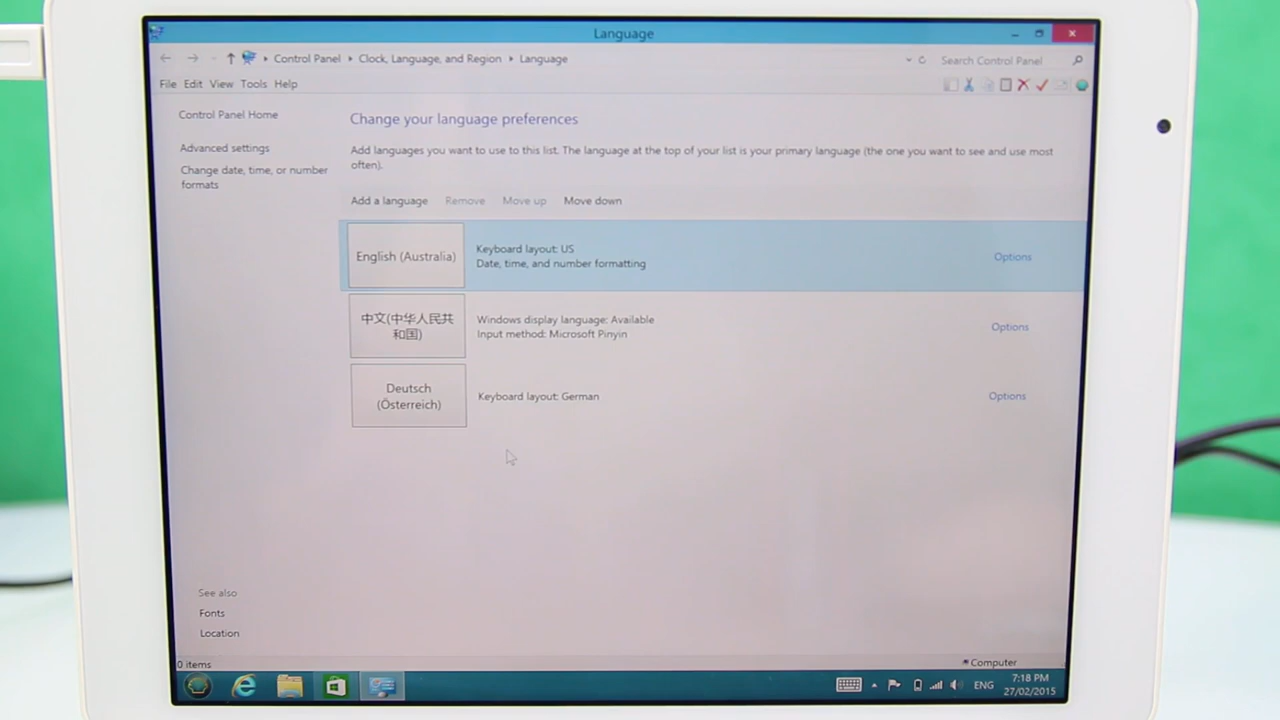 Language
Control Panel Clock, Language, and Region Language
Search Control Panel
File Edit View Tools Help
Control Panel Home
Advanced settings
Change date, time, or number
formats
Change your language preferences
Add languages you want to use to this list. The language at the top of your list is your primary language (the one you want to see and use most
often).
Add a language Remove Move up Move down
English (Australia)
Keyboard layout: US
Date, time, and number formatting
Options
中文(中华人民共
和国)
Windows display language: Available
Input method: Microsoft Pinyin
Options
Deutsch
(Österreich)
Keyboard layout: German
Options
See also
Fonts
Location
0 items
Computer
ENG
7:18 PM
27/02/2015